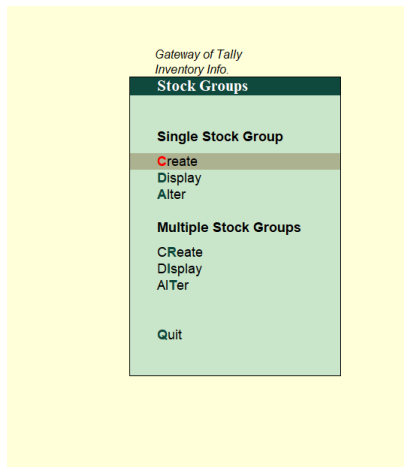 Gateway of Tally
Inventory Info.
Stock Groups
Single Stock Group
Create
Display
Alter
Multiple Stock Groups
CReate
DIsplay
AlTer
Quit